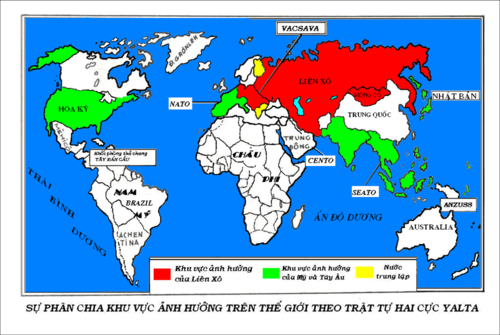 VACSAVA
Đ.GRƠNLEN
LIÊN XÔ
HOA KỲ
NATO
MÔNG CỔ
NHẬT BẢN
TRUNG QUỐC
TRUNG ĐÔNG
Khối phòng thủ chung
TÂY BÁN CẦU
CHÂU
PHI
CENTO
SEATO
THÁI BÌNH DƯƠNG
NAM
MỸ
BRAZIL
ACHEN
TINA
ẤN ĐỘ DƯƠNG
ANZUSS
AUSTRALIA
Khu vực ảnh hưởng
của Liên Xô
Khu vực ảnh hưởng
của Mỹ và Tây Âu
Nước
trung lập
SỰ PHÂN CHIA KHU VỰC ẢNH HƯỞNG TRÊN THẾ GIỚI THEO TRẬT TỰ HAI CỰC YALTA